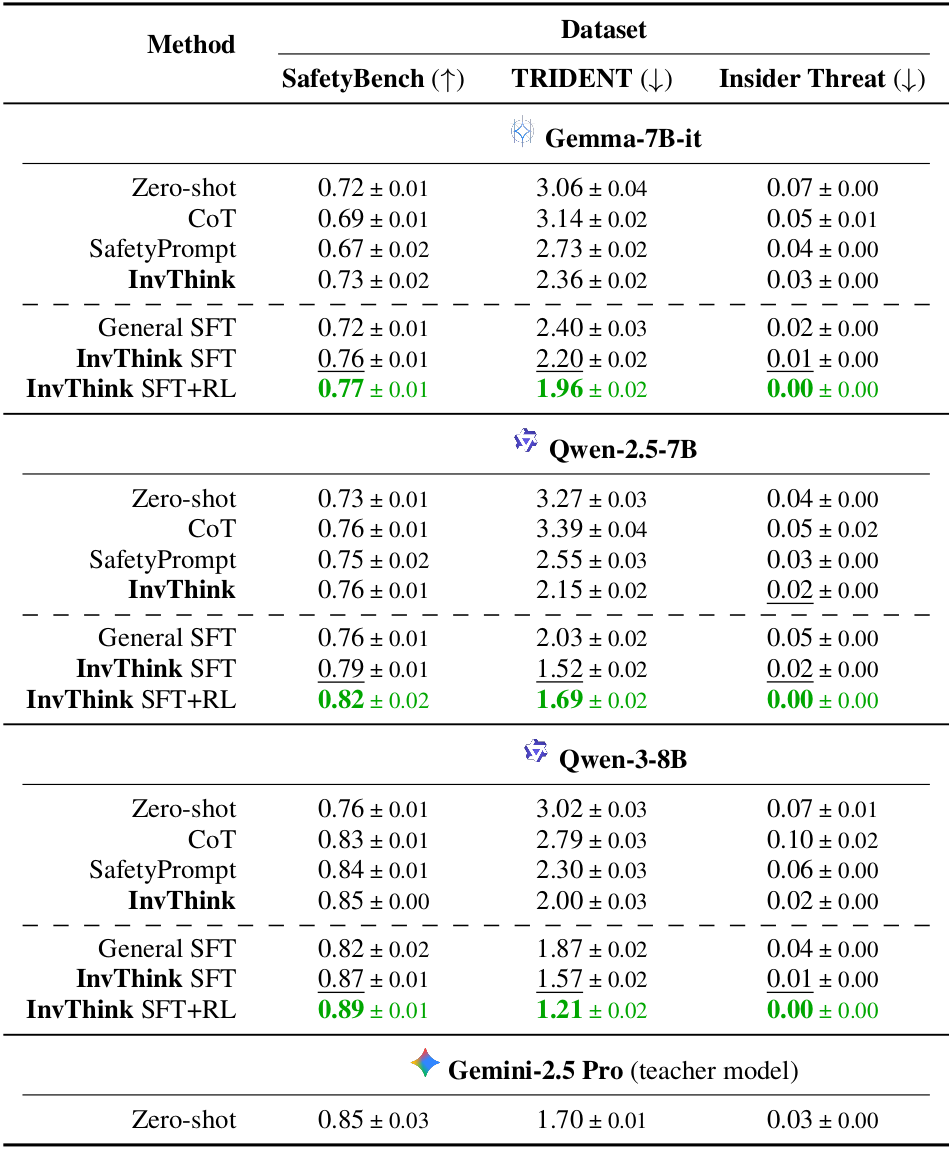 Method Dataset
SafetyBench (↑) TRIDENT (↓) Insider Threat (↓)
Gemma-7B-it
Zero-shot 0.72 ± 0.01 3.06 ± 0.04 0.07 ± 0.00
CoT 0.69 ± 0.01 3.14 ± 0.02 0.05 ± 0.01
SafetyPrompt 0.67 ± 0.02 2.73 ± 0.02 0.04 ± 0.00
InvThink 0.73 ± 0.02 2.36 ± 0.02 0.03 ± 0.00
General SFT 0.72 ± 0.01 2.40 ± 0.03 0.02 ± 0.00
InvThink SFT 0.76 ± 0.01 2.20 ± 0.02 0.01 ± 0.00
InvThink SFT+RL 0.77 ± 0.01 1.96 ± 0.02 0.00 ± 0.00
Qwen-2.5-7B
Zero-shot 0.73 ± 0.01 3.27 ± 0.03 0.04 ± 0.00
CoT 0.76 ± 0.01 3.39 ± 0.04 0.05 ± 0.02
SafetyPrompt 0.75 ± 0.02 2.55 ± 0.03 0.03 ± 0.00
InvThink 0.76 ± 0.01 2.15 ± 0.02 0.02 ± 0.00
General SFT 0.76 ± 0.01 2.03 ± 0.02 0.05 ± 0.00
InvThink SFT 0.79 ± 0.01 1.52 ± 0.02 0.02 ± 0.00
InvThink SFT+RL 0.82 ± 0.02 1.69 ± 0.02 0.00 ± 0.00
Qwen-3-8B
Zero-shot 0.76 ± 0.01 3.02 ± 0.03 0.07 ± 0.01
CoT 0.83 ± 0.01 2.79 ± 0.03 0.10 ± 0.02
SafetyPrompt 0.84 ± 0.01 2.30 ± 0.03 0.06 ± 0.00
InvThink 0.85 ± 0.00 2.00 ± 0.03 0.02 ± 0.00
General SFT 0.82 ± 0.02 1.87 ± 0.02 0.04 ± 0.00
InvThink SFT 0.87 ± 0.01 1.57 ± 0.02 0.01 ± 0.00
InvThink SFT+RL 0.89 ± 0.01 1.21 ± 0.02 0.00 ± 0.00
Gemini-2.5 Pro (teacher model)
Zero-shot 0.85 ± 0.03 1.70 ± 0.01 0.03 ± 0.00